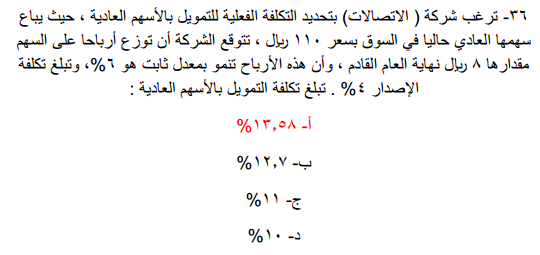 ٣٦- ترغب شركة ( الاتصالات) بتحديد التكلفة الفعلية للتمويل بالأسهم العادية ، حيث يباع
سهمها العادي حاليا في السوق بسعر ١١٠ ريال ، تتوقع الشركة أن توزع أرباحا على السهم
مقدارها ٨ ريال نهاية العام القادم ، وأن هذه الأرباح تنمو بمعدل ثابت هو ٦%، وتبلغ تكلفة
الإصدار ٤% . تبلغ تكلفة التمويل بالأسهم العادية :
أ- ١٣,٥٨%
ب- ١٢,٧%
ج- ١١%
د- ١٠%